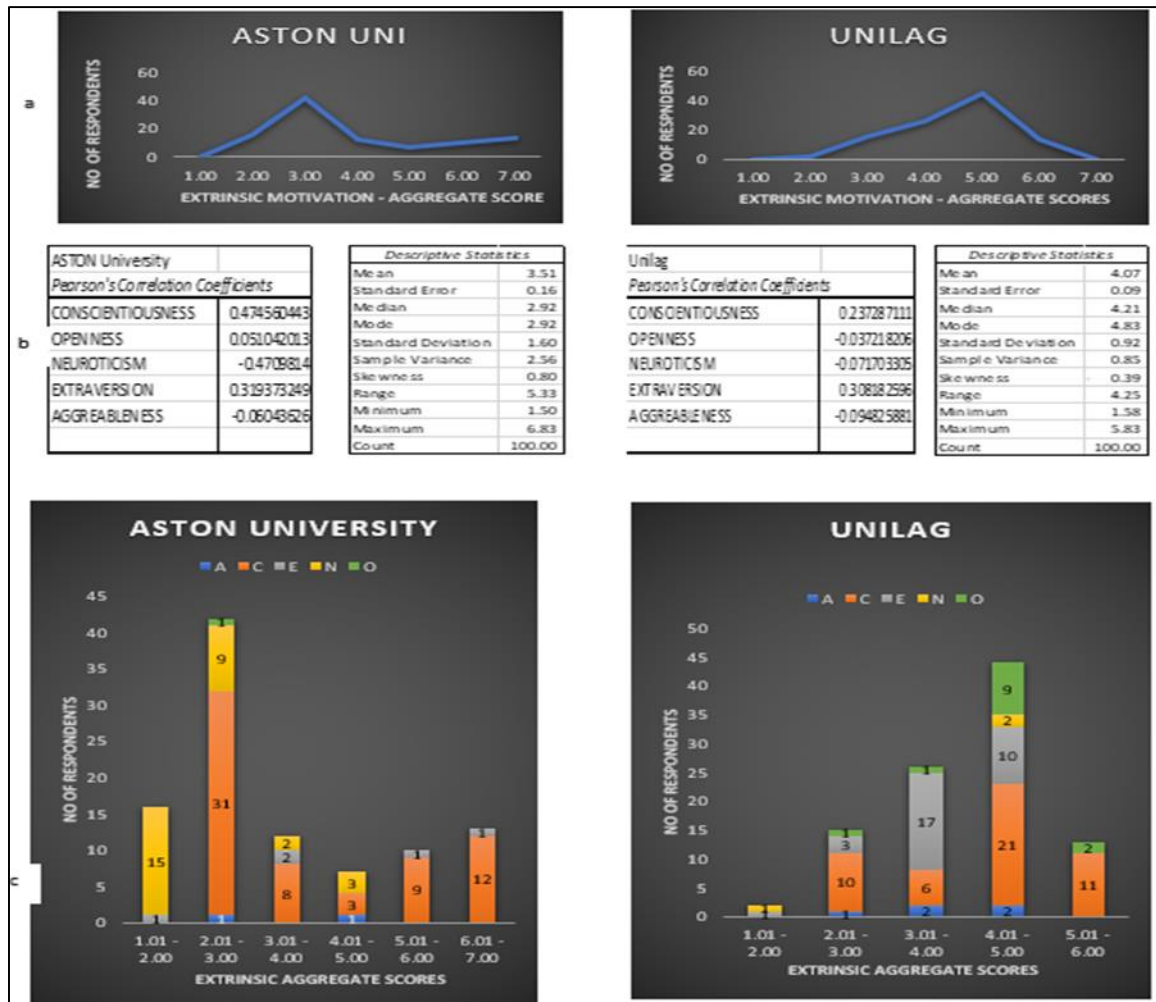 ASTON UNI
NO OF RESPONDENTS
60
40
20
0
1.00 2.00 3.00 4.00 5.00 6.00 7.00
EXTRINSIC MOTIVATION - AGGREGATE SCORE
a
UNILAG
NO OF RESPNDENTS
60
40
20
0
1.00 2.00 3.00 4.00 5.00 6.00 7.00
EXTRINSIC MOTIVATION - AGRREGATE SCORES
b
ASTON University
Pearson's Correlation Coefficients
CONSCIENTIOUSNESS 0.474560443
OPENNESS 0.051042013
NEUROTICISM -0.4709814
EXTRAVERSION 0.319373249
AGGREABLENESS -0.06043626
Descriptive Statistics
Mean 3.51
Standard Error 0.16
Median 2.92
Mode 2.92
Standard Deviation 1.60
Sample Variance 2.56
Skewness 0.80
Range 5.33
Minimum 1.50
Maximum 6.83
Count 100.00
Unilag
Pearson's Correlation Coefficients
CONSCIENTIOUSNESS 0.237287111
OPENNESS -0.037218206
NEUROTICISM -0.071703305
EXTRAVERSION 0.308182596
AGGREABLENESS -0.094825881
Descriptive Statistics
Mean 4.07
Standard Error 0.09
Median 4.21
Mode 4.83
Standard Deviation 0.92
Sample Variance 0.85
Skewness - 0.39
Range 4.25
Minimum 1.58
Maximum 5.83
Count 100.00
c
ASTON UNIVERSITY
A C E N O
NO OF RESPONDENTS
45
40
35
30
25
20
15
10
5
0
15
1
1
9
31
1
2
2
8
3
3
1
1
9
1
12
1.01 - 2.01 - 3.01 - 4.01 - 5.01 - 6.01 -
2.00 3.00 4.00 5.00 6.00 7.00
EXTRINSIC AGGREGATE SCORES
UNILAG
A C E N O
NO OF RESPONDENTS
50
45
40
35
30
25
20
15
10
5
0
1
1
1
3
10
1
1
17
6
2
9
2
10
21
2
2
11
1.01 - 2.01 - 3.01 - 4.01 - 5.01 -
2.00 3.00 4.00 5.00 6.00
EXTRINSIC AGGREGATE SCORES